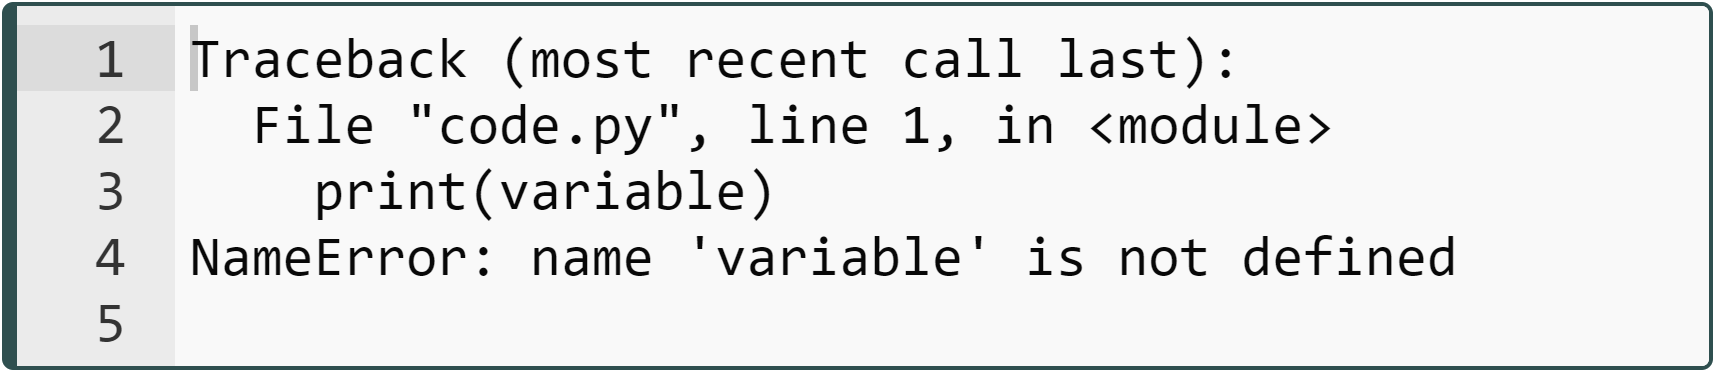 1 Traceback (most recent call last):
2   File "code.py", line 1, in <module>
3     print(variable)
4 NameError: name 'variable' is not defined
5